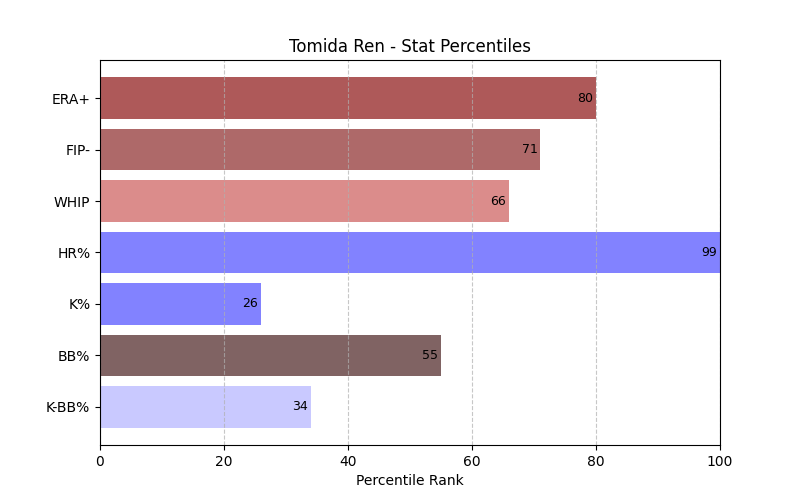 Tomida Ren - Stat Percentiles
ERA+
80
FIP-
71
WHIP
66
HR%
99
K%
26
BB%
55
K-BB%
34
0 20 40 60 80 100
Percentile Rank